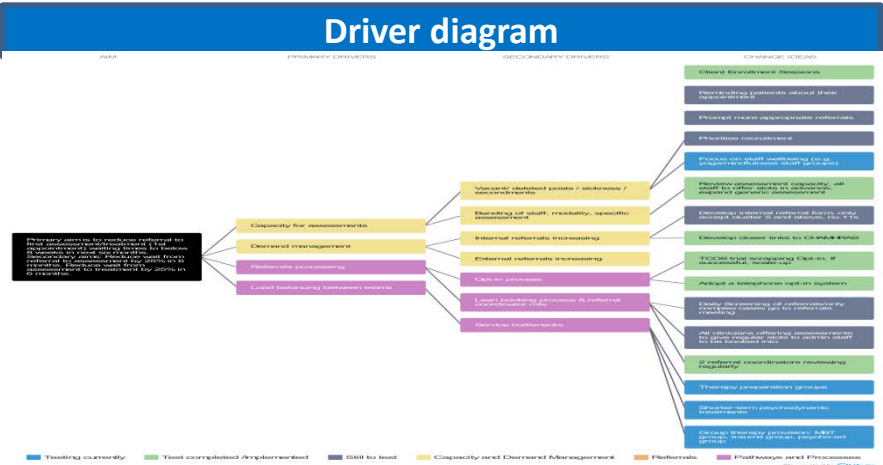 Driver diagram
AIM
PRIMARY DRIVERS
SECONDARY DRIVERS
CHANGE IDEAS
Primary aim is to reduce referral to
first assessment/treatment (1st
appointment) waiting times to below
weeks in next six months.
Secondary aims: Reduce wait from
referral to assessment by 25% in 6
months. Reduce wait from
assessment to treatment by 25% in
6 months.
Capacity for assessments
Demand management
Referrals processing
Load balancing between teams
Vacant/ deleted posts / sickness /
secondments
Banding of staff, modality, specific
assessment
Internal referrals increasing
External referrals increasing
Opt-in process
Lean booking process & referral
coordinator role
Service bottlenecks
Client Enrollment Sessions
Reminding patients about their
appointment
Prompt more appropriate referrals
Prioritise recruitment
Focus on staff wellbeing (e.g.
yoga/mindfulness staff groups)
Review assessment capacity, all
staff to offer slots in advance,
expand generic assessment
Develop internal referral form, only
accept cluster 5 and above, no 11s
Develop closer links to
TCOS trial scrapping Opt-in. If
successful, scale-up
Adopt a telephone opt-in system
Daily Screening of referrals/only
complex cases go to referrals
meeting
All clinicians offering assessments
to give regular slots to admin staff
to be booked into
2 referral coordinators reviewing
regularly
Therapy preparation groups
Shorter-term psychodynamic
treatments
Group therapy provision: MBT
group, trauma group, psycho-ed
group
Testing currently
Test completed /Implemented
Still to test
Capacity and Demand Management
Referrals
Pathways and Processes